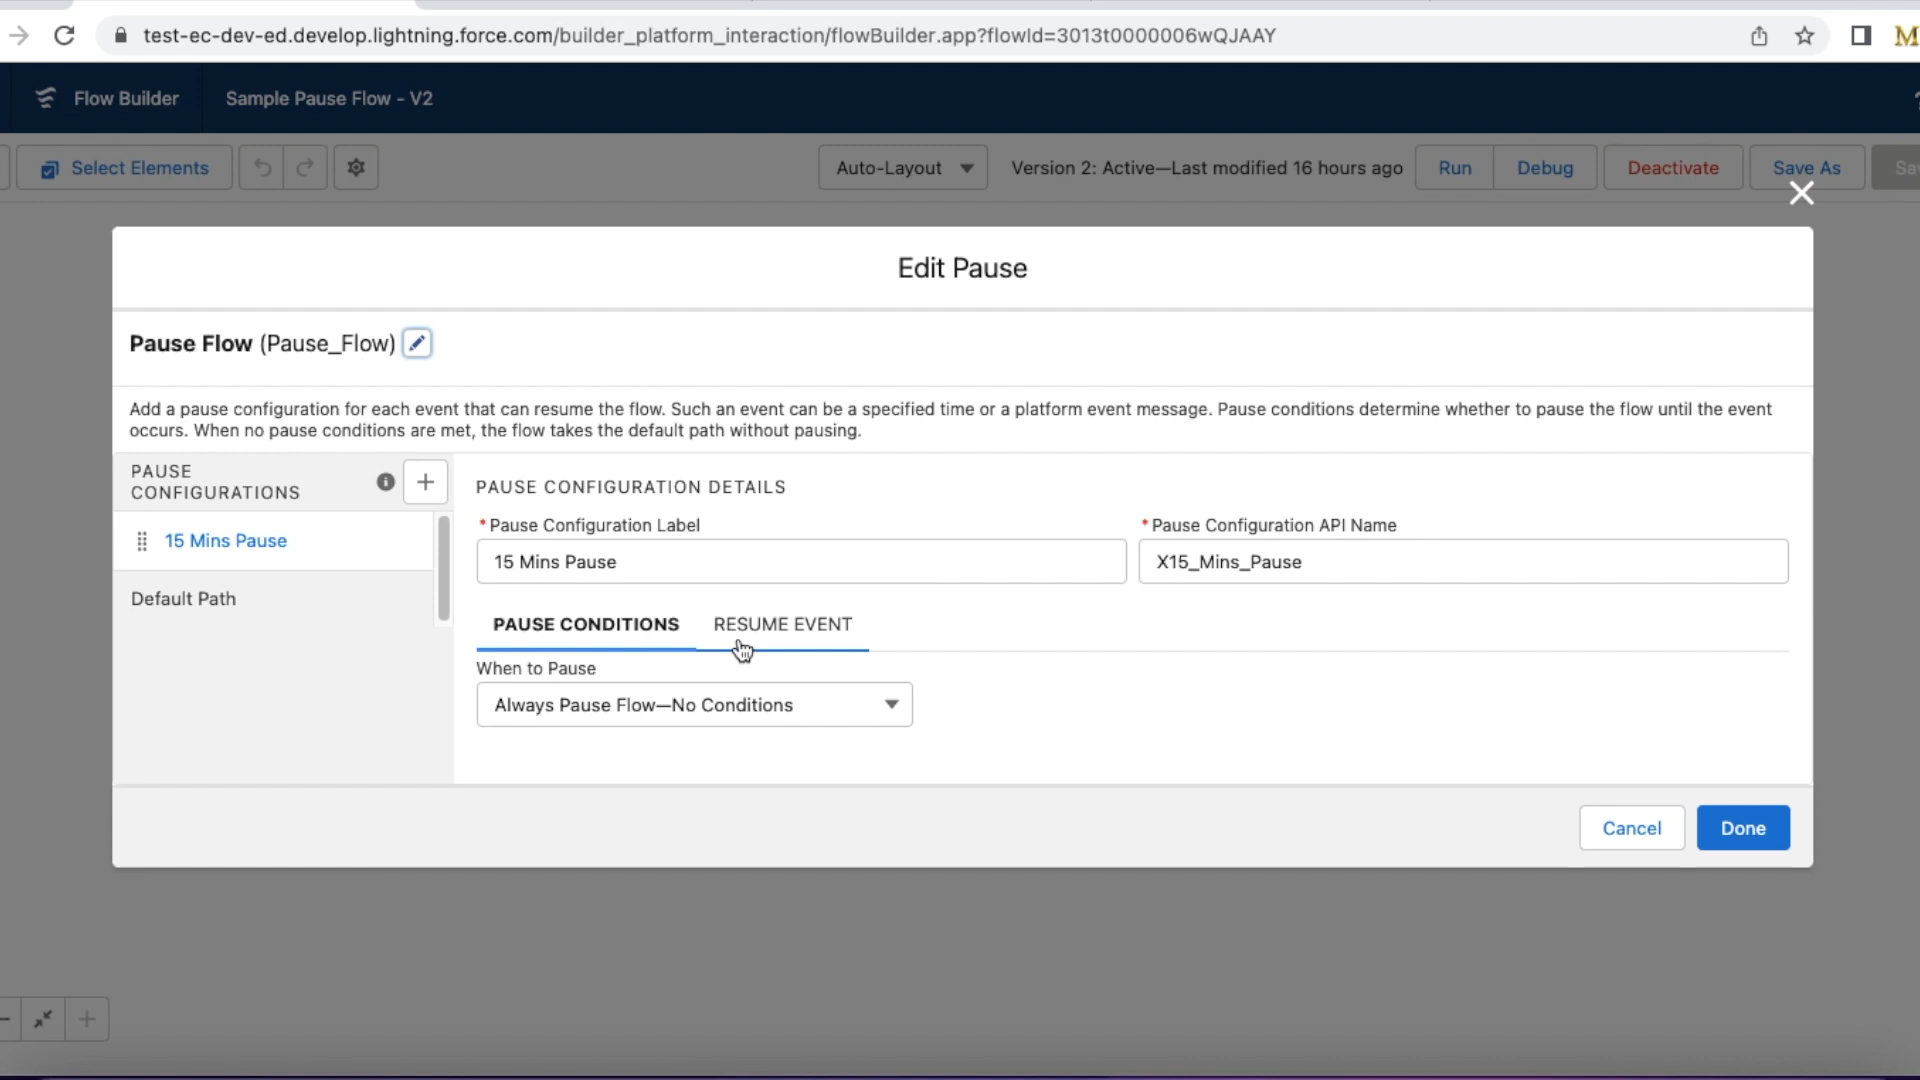 test-ec-dev-ed.develop.lightning.force.com/builder_platform_interaction/flowBuilder.app?flowId=3013t0000006wQJAAY
M
Flow Builder
Sample Pause Flow - V2
Select Elements
Auto-Layout
Version 2: Active—Last modified 16 hours ago
Run
Debug
Deactivate
Save As
Edit Pause
Pause Flow (Pause_Flow)
Add a pause configuration for each event that can resume the flow. Such an event can be a specified time or a platform event message. Pause conditions determine whether to pause the flow until the event
occurs. When no pause conditions are met, the flow takes the default path without pausing.
PAUSE
CONFIGURATIONS
15 Mins Pause
Default Path
PAUSE CONFIGURATION DETAILS
* Pause Configuration Label
* Pause Configuration API Name
15 Mins Pause
X15_Mins_Pause
PAUSE CONDITIONS
RESUME EVENT
When to Pause
Always Pause Flow—No Conditions
Cancel
Done